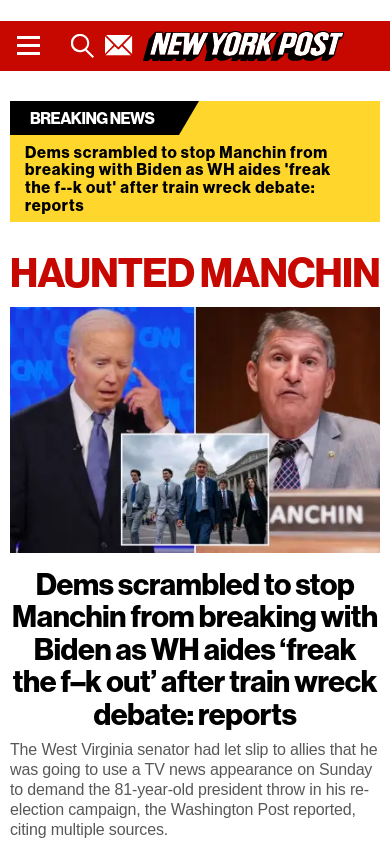 NEW YORK POST
BREAKING NEWS
Dems scrambled to stop Manchin from
breaking with Biden as WH aides 'freak
the f--k out' after train wreck debate:
reports
HAUNTED MANCHIN
CNN
CNN
CNN
ANCHIN
Dems scrambled to stop
Manchin from breaking with
Biden as WH aides ‘freak
the f–k out’ after train wreck
debate: reports
The West Virginia senator had let slip to allies that he
was going to use a TV news appearance on Sunday
to demand the 81-year-old president throw in his re-
election campaign, the Washington Post reported,
citing multiple sources.